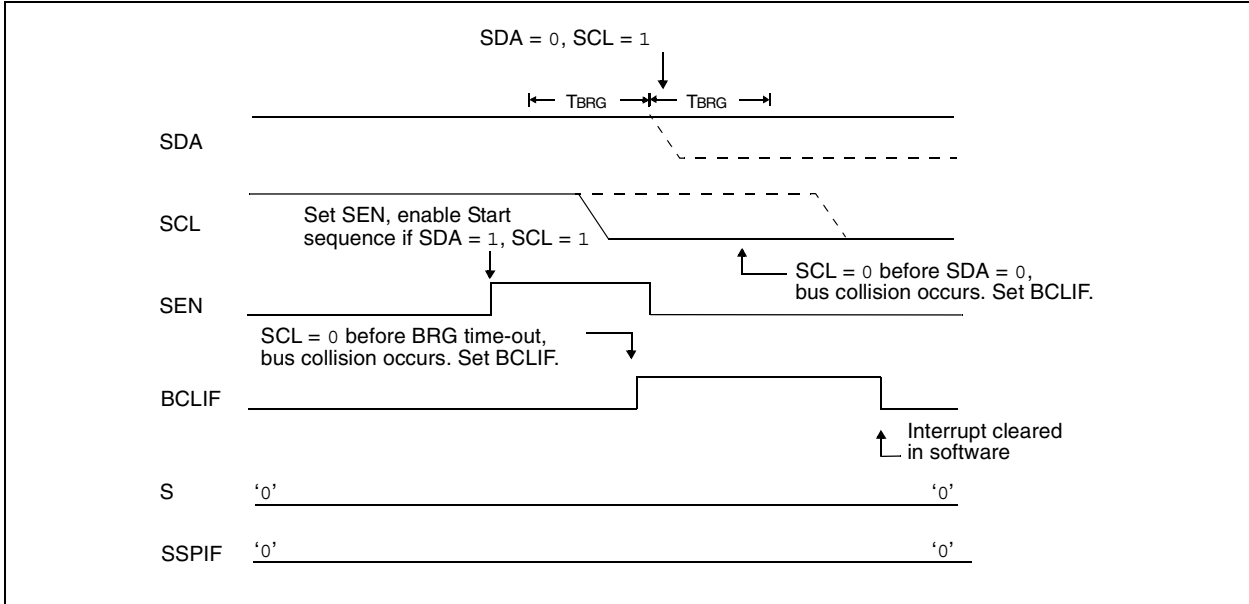 SDA = 0, SCL = 1
TBRG TBRG
SDA
SCL
Set SEN, enable Start
sequence if SDA = 1, SCL = 1
SCL = 0 before SDA = 0,
bus collision occurs. Set BCLIF.
SEN
SCL = 0 before BRG time-out,
bus collision occurs. Set BCLIF.
BCLIF
Interrupt cleared
in software
S
‘0’ ‘0’
SSPIF
‘0’ ‘0’